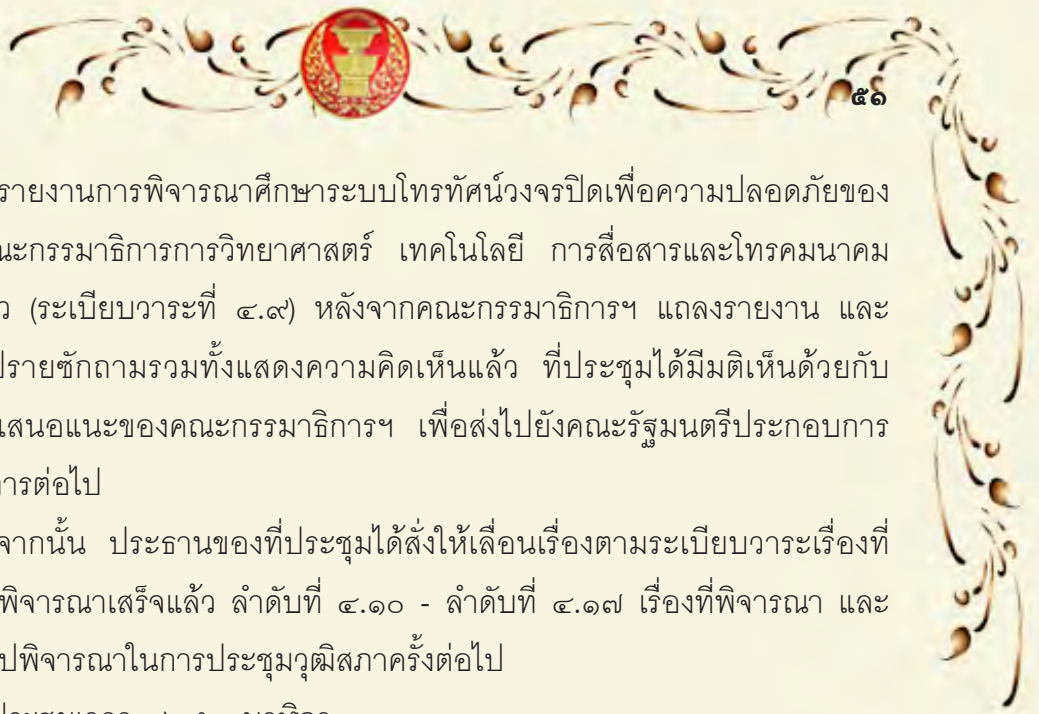 ๕๑
รายงานการพิจารณาศึกษาระบบโทรทัศน์วงจรปิดเพื่อความปลอดภัยของ
ณะกรรมาธิการการวิทยาศาสตร์ เทคโนโลยี การสื่อสารและโทรคมนาคม
ว (ระเบียบวาระที่ ๔.๙) หลังจากคณะกรรมาธิการฯ แถลงรายงาน และ
ปรายซักถามรวมทั้งแสดงความคิดเห็นแล้ว ที่ประชุมได้มีมติเห็นด้วยกับ
เสนอแนะของคณะกรรมาธิการฯ เพื่อส่งไปยังคณะรัฐมนตรีประกอบการ
การต่อไป
จากนั้น ประธานของที่ประชุมได้สั่งให้เลื่อนเรื่องตามระเบียบวาระเรื่องที่
พิจารณาเสร็จแล้ว ลำดับที่ ๔.๑๐ - ลำดับที่ ๔.๑๗ เรื่องที่พิจารณา และ
ปพิจารณาในการประชุมวุฒิสภาครั้งต่อไป